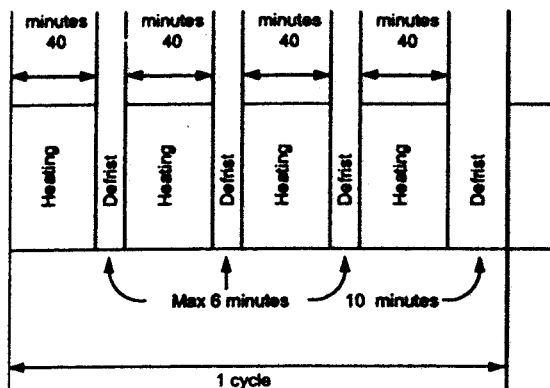 minutes minutes minutes minutes
40 40 40 40
Heating Defrist Heating Defrist Heating Defrist Heating Defrist
Max 6 minutes 10 minutes
1 cycle